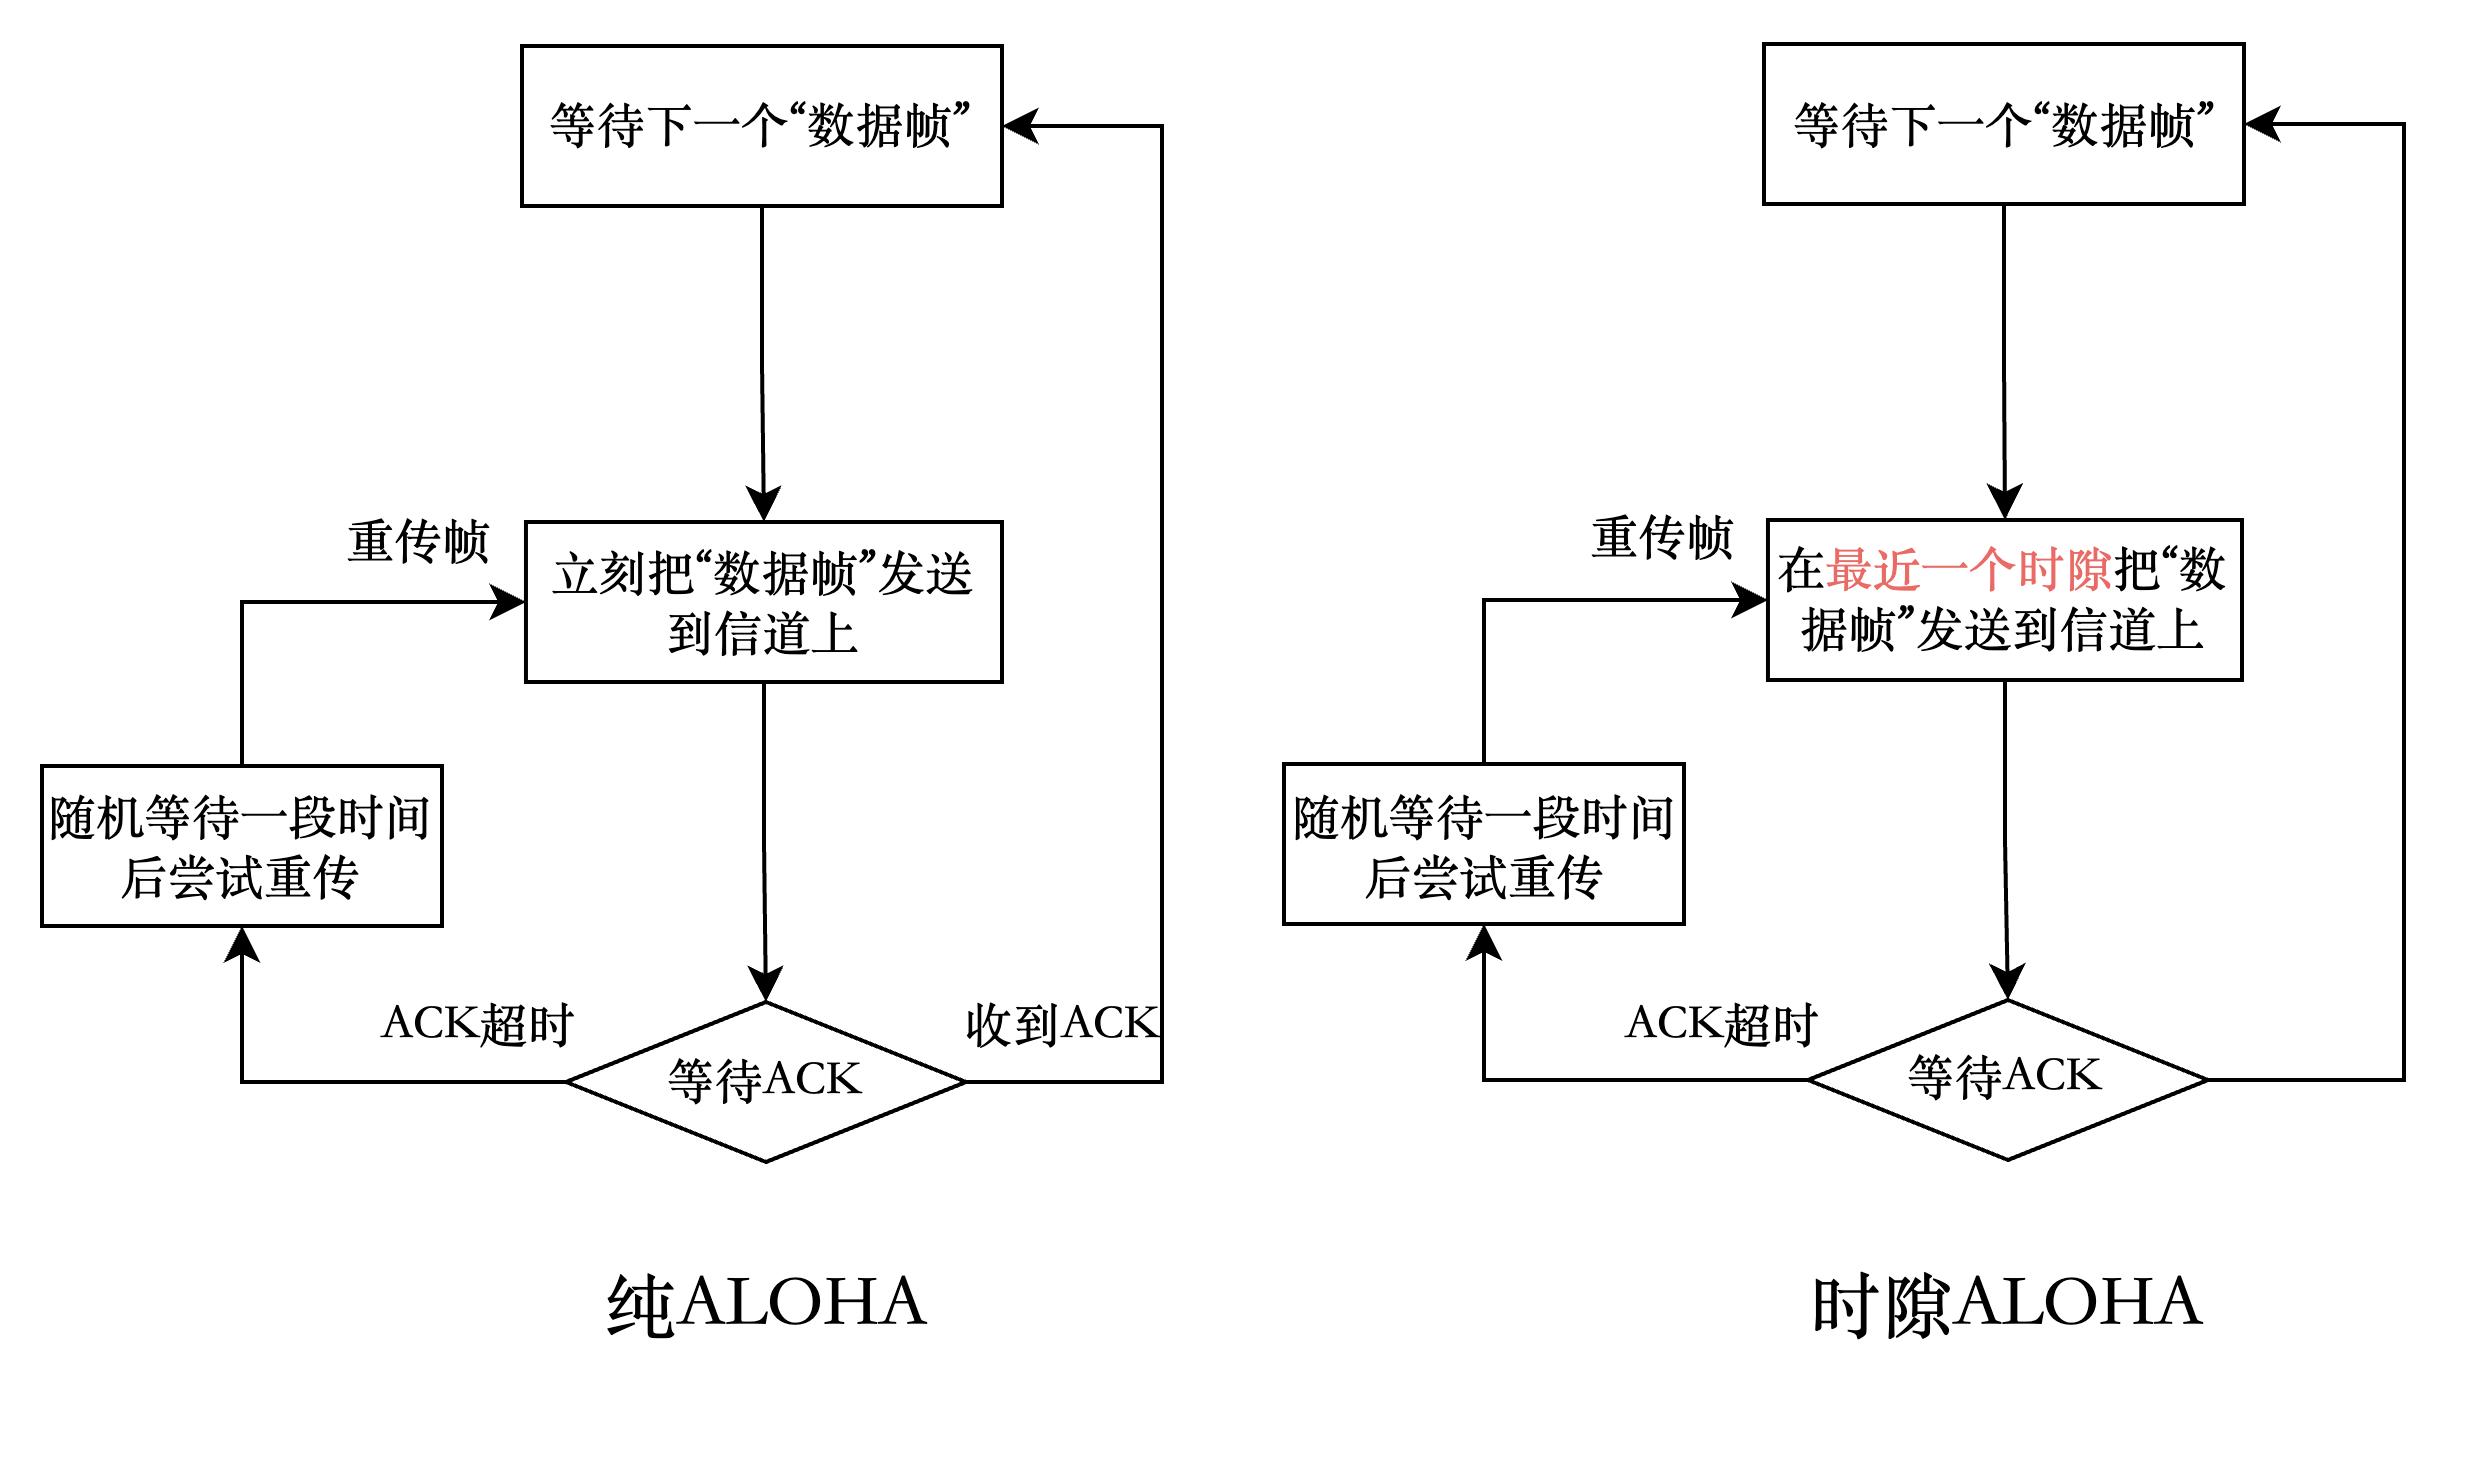 等待下一个“数据帧”
重传帧
立刻把“数据帧”发送
到信道上
随机等待一段时间
后尝试重传
ACK超时
收到ACK
等待ACK
纯ALOHA
等待下一个“数据帧”
重传帧
在最近一个时隙把“数
据帧”发送到信道上
随机等待一段时间
后尝试重传
ACK超时
等待ACK
时隙ALOHA